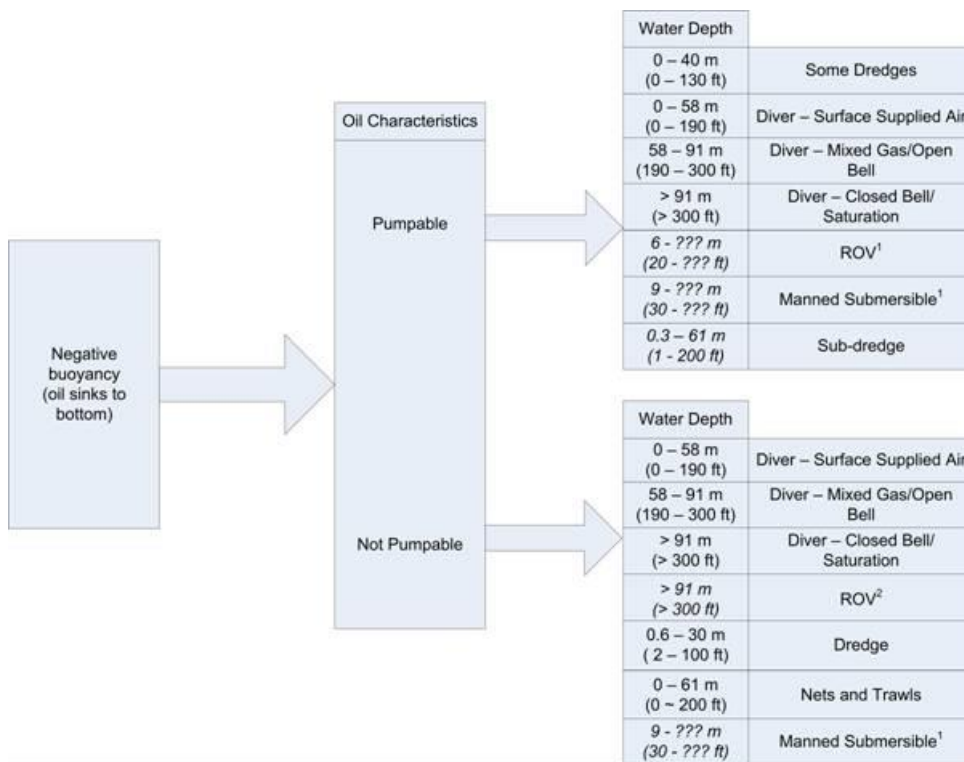 Negative
buoyancy
(oil sinks to
bottom)
Oil Characteristics
Pumpable
Not Pumpable
Water Depth
0 – 40 m
(0 – 130 ft)
Some Dredges
0 – 58 m
(0 – 190 ft)
Diver – Surface Supplied Air
58 – 91 m
(190 – 300 ft)
Diver – Mixed Gas/Open
Bell
> 91 m
(> 300 ft)
Diver – Closed Bell/
Saturation
6 - ??? m
(20 - ??? ft)
ROV¹
9 - ??? m
(30 - ??? ft)
Manned Submersible¹
0.3 – 61 m
(1 - 200 ft)
Sub-dredge
Water Depth
0 – 58 m
(0 – 190 ft)
Diver – Surface Supplied Air
58 – 91 m
(190 – 300 ft)
Diver – Mixed Gas/Open
Bell
> 91 m
(> 300 ft)
Diver – Closed Bell/
Saturation
> 91 m
(> 300 ft)
ROV²
0.6 – 30 m
( 2 – 100 ft)
Dredge
0 – 61 m
(0 ~ 200 ft)
Nets and Trawls
9 - ??? m
(30 - ??? ft)
Manned Submersible¹